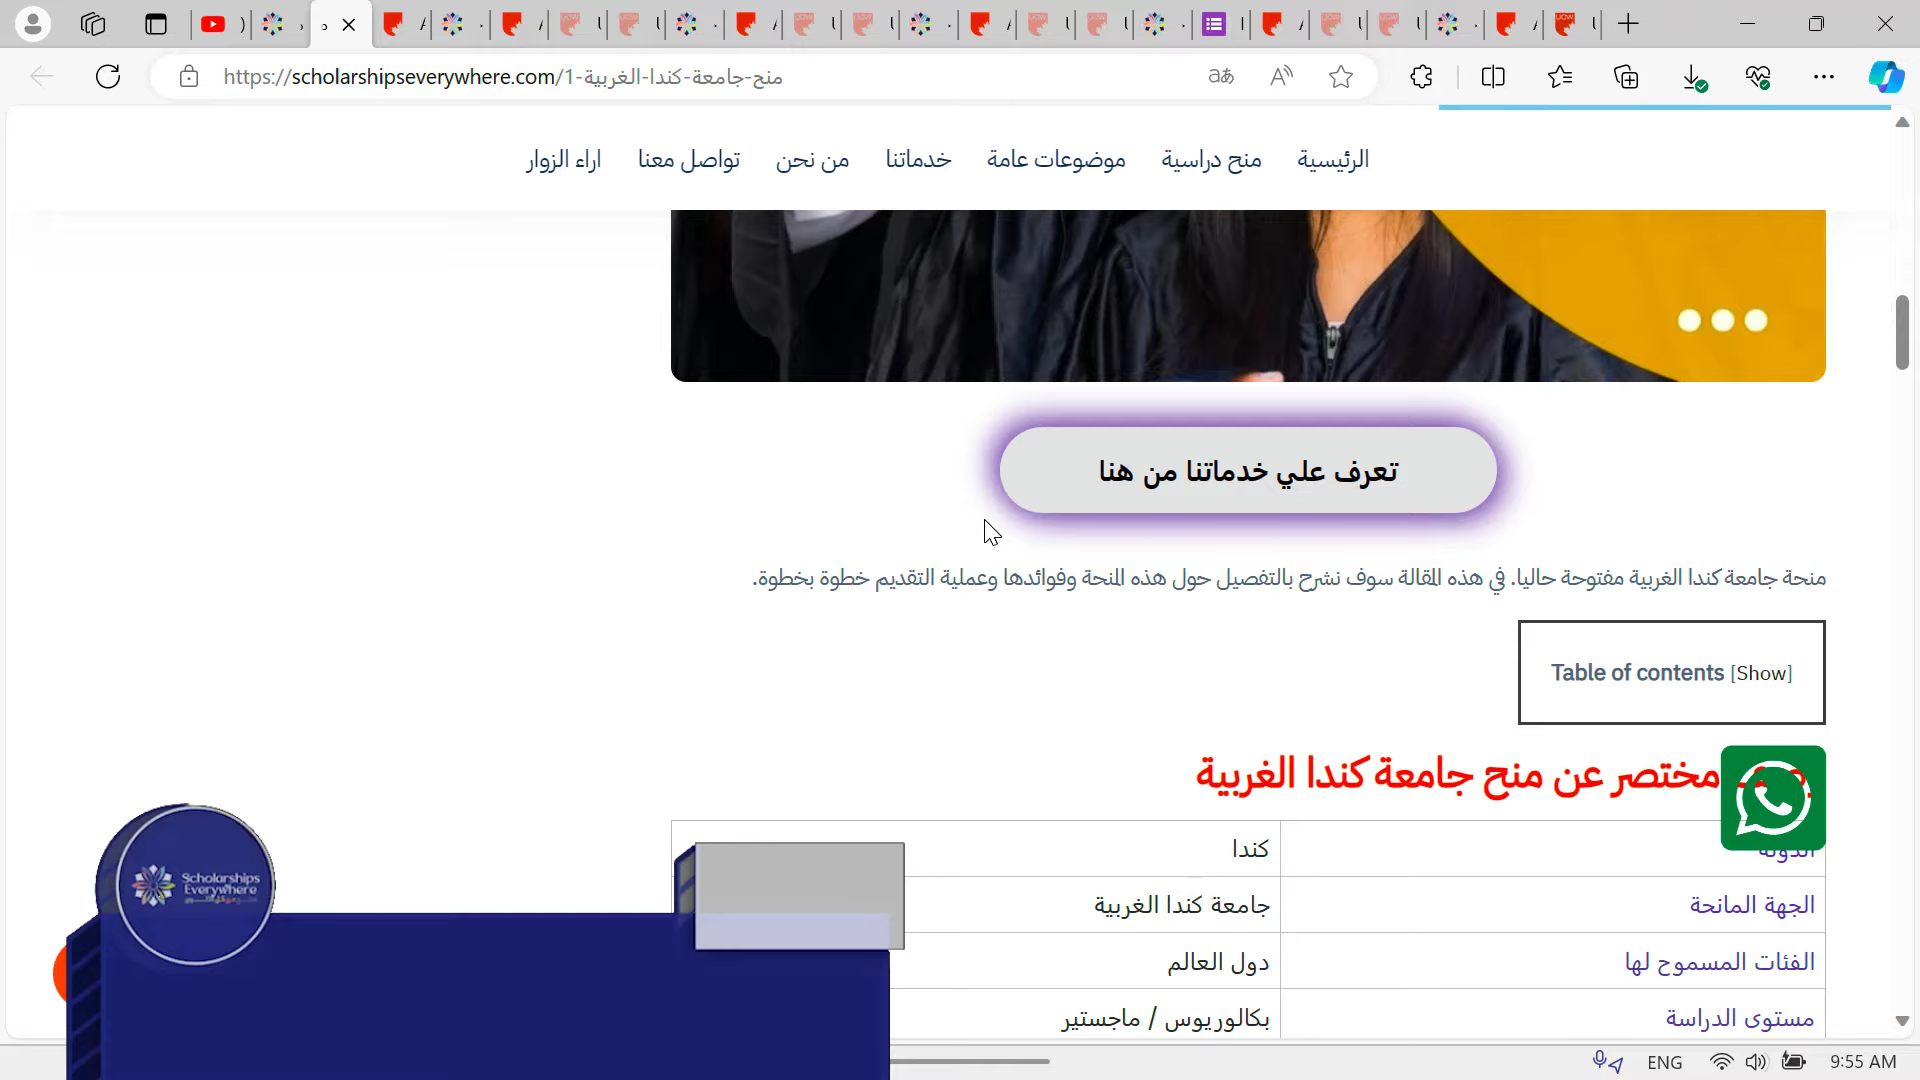 https://scholarshipseverywhere.com/1-منح-جامعة-كندا-الغربية
الرئيسية
منح دراسية
موضوعات عامة
خدماتنا
من نحن
تواصل معنا
اراء الزوار
تعرف علي خدماتنا من هنا
منحة جامعة كندا الغربية مفتوحة حاليا. في هذه المقالة سوف نشرح بالتفصيل حول هذه المنحة وفوائدها وعملية التقديم خطوة بخطوة.
Table of contents [Show]
مختصر عن منح جامعة كندا الغربية
الدولة كندا
الجهة المانحة جامعة كندا الغربية
الفئات المسموح لها دول العالم
مستوى الدراسة بكالوريوس / ماجستير
Scholarships
Everywhere
ENG
9:55 AM